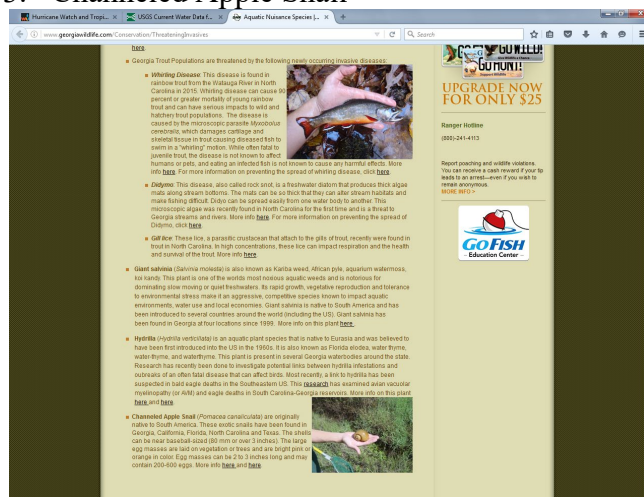 5. Channeled Apple Snail
Hurricane Watch and Tropi...
USGS Current Water Data f...
Aquatic Nuisance Species |...
www.georgiawildlife.com/Conservation/ThreateningInvasives
Search
here.
Georgia Trout Populations are threatened by the following newly occurring invasive diseases:
Whirling Disease: This disease is found in
rainbow trout from the Watauga River in North
Carolina in 2015. Whirling disease can cause 90
percent or greater mortality of young rainbow
trout and can have serious impacts to wild and
hatchery trout populations. The disease is
caused by the microscopic parasite Myxobolus
cerebralis, which damages cartilage and
skeletal tissue in trout causing diseased fish to
swim in a "whirling" motion. While often fatal to
juvenile trout, the disease is not known to affect
humans or pets, and eating an infected fish is not known to cause any harmful effects. More
info here. For more information on preventing the spread of whirling disease, click here.
Didymo: This disease, also called rock snot, is a freshwater diatom that produces thick algae
mats along stream bottoms. The mats can be so thick that they can alter stream habitats and
make fishing difficult. Didyo can be spread easily from one water body to another. This
microscopic algae was recently found in North Carolina for the first time and is a threat to
Georgia streams and rivers. More info here. For more information on preventing the spread of
Didymo, click here.
Gill lice: These lice, a parasitic crustacean that attach to the gills of trout, recently were found in
trout in North Carolina. In high concentrations, these lice can impact respiration and the health
and survival of the trout. More info here.
Giant salvinia (Salvinia molesta) is also known as Kariba weed, African pyle, aquarium watermoss,
koi kandy. This plant is one of the worlds most noxious aquatic weeds and is notorious for
dominating slow moving or quiet freshwaters. Its rapid growth, vegetative reproduction and tolerance
to environmental stress make it an aggressive, competitive species known to impact aquatic
environments, water use and local economies. Giant salvinia is native to South America and has
been introduced to several countries around the world (including the US). Giant salvinia has
been found in Georgia at four locations since 1999. More info on this plant here.
Hydrilla (Hydrilla verticillata) is an aquatic plant species that is native to Eurasia and was believed to
have been first introduced into the US in the 1960s. It is also known as Florida elodea, water thyme,
water-thyme, and waterthyme. This plant is present in several Georgia waterbodies around the state.
Research has recently been done to investigate potential links between hydrilla infestations and
outbreaks of an often fatal disease that can affect birds. Most recently, a link to hydrilla has been
suspected in bald eagle deaths in the Southeastern US. This research has examined avian vacuolar
myelinopathy (or AVM) and eagle deaths in South Carolina-Georgia reservoirs. More info on this plant
here and here.
Channeled Apple Snail (Pomacea canaliculata) are originally
native to South America. These exotic snails have been found in
Georgia, California, Florida, North Carolina and Texas. The shells
can be near baseball-sized (80 mm or over 3 inches). The large
egg masses are laid on vegetation or trees and are bright pink or
orange in color. Egg masses can be 2 to 3 inches long and may
contain 200-600 eggs. More info here and here.
GO WILD!
GO HUNT!
UPGRADE NOW
FOR ONLY $25
Ranger Hotline
(800)-241-4113
Report poaching and wildlife violations.
You can receive a cash reward if your tip
leads to an arrest—even if you wish to
remain anonymous.
MORE INFO >
GO FISH
- Education Center -